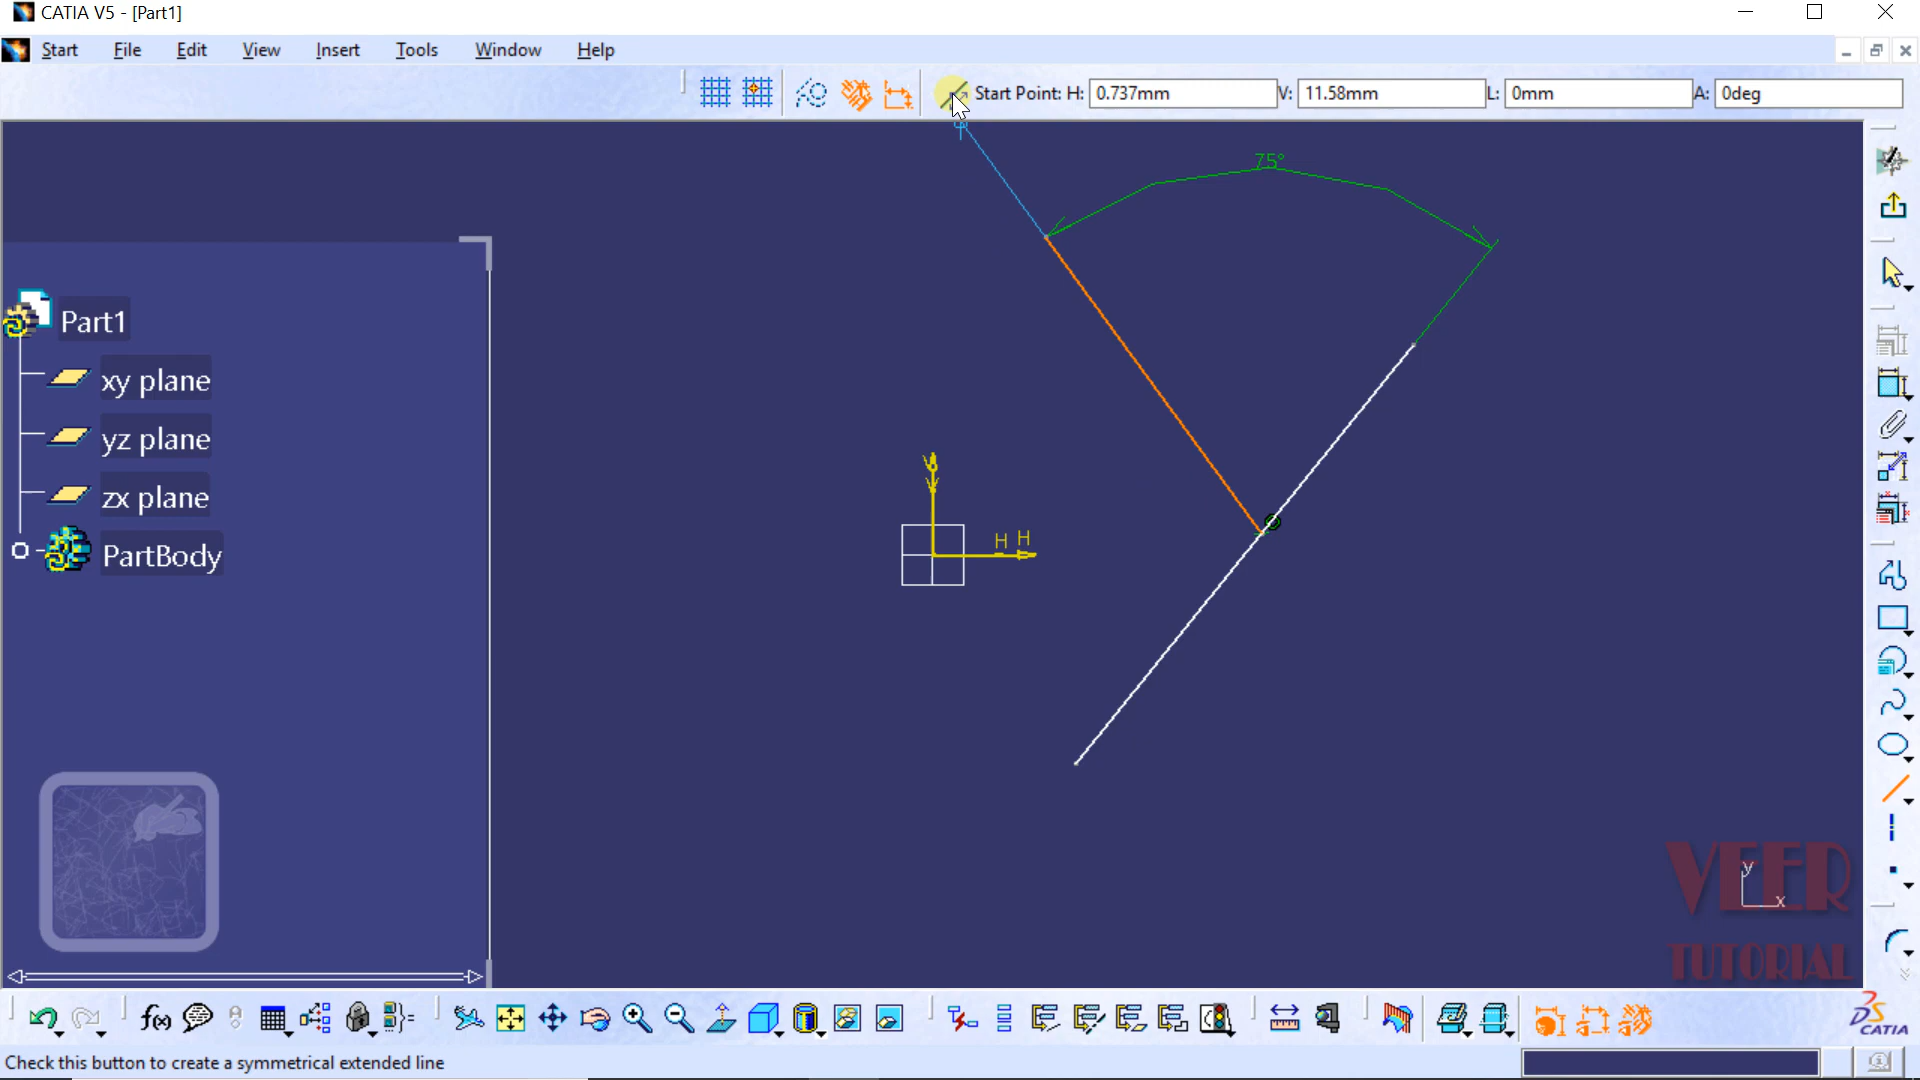 CATIA V5 - [Part1]
Start File Edit View Insert Tools Window Help
Start Point: H: 0.737mm V: 11.58mm L: 0mm A: 0deg
75°
Part1
xy plane
yz plane
zx plane
PartBody
V
H H
y
x
VEER
TUTORIAL
f(x)
CATIA
Check this button to create a symmetrical extended line